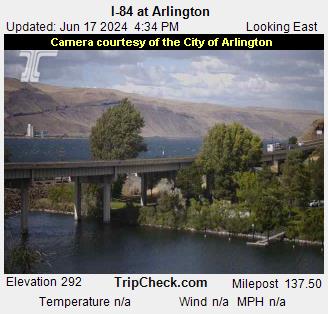 I-84 at Arlington
Updated: Jun 17 2024 4:34 PM Looking East
Camera courtesy of the City of Arlington
Elevation 292 TripCheck.com Milepost 137.50
Temperature n/a Wind n/a MPH n/a